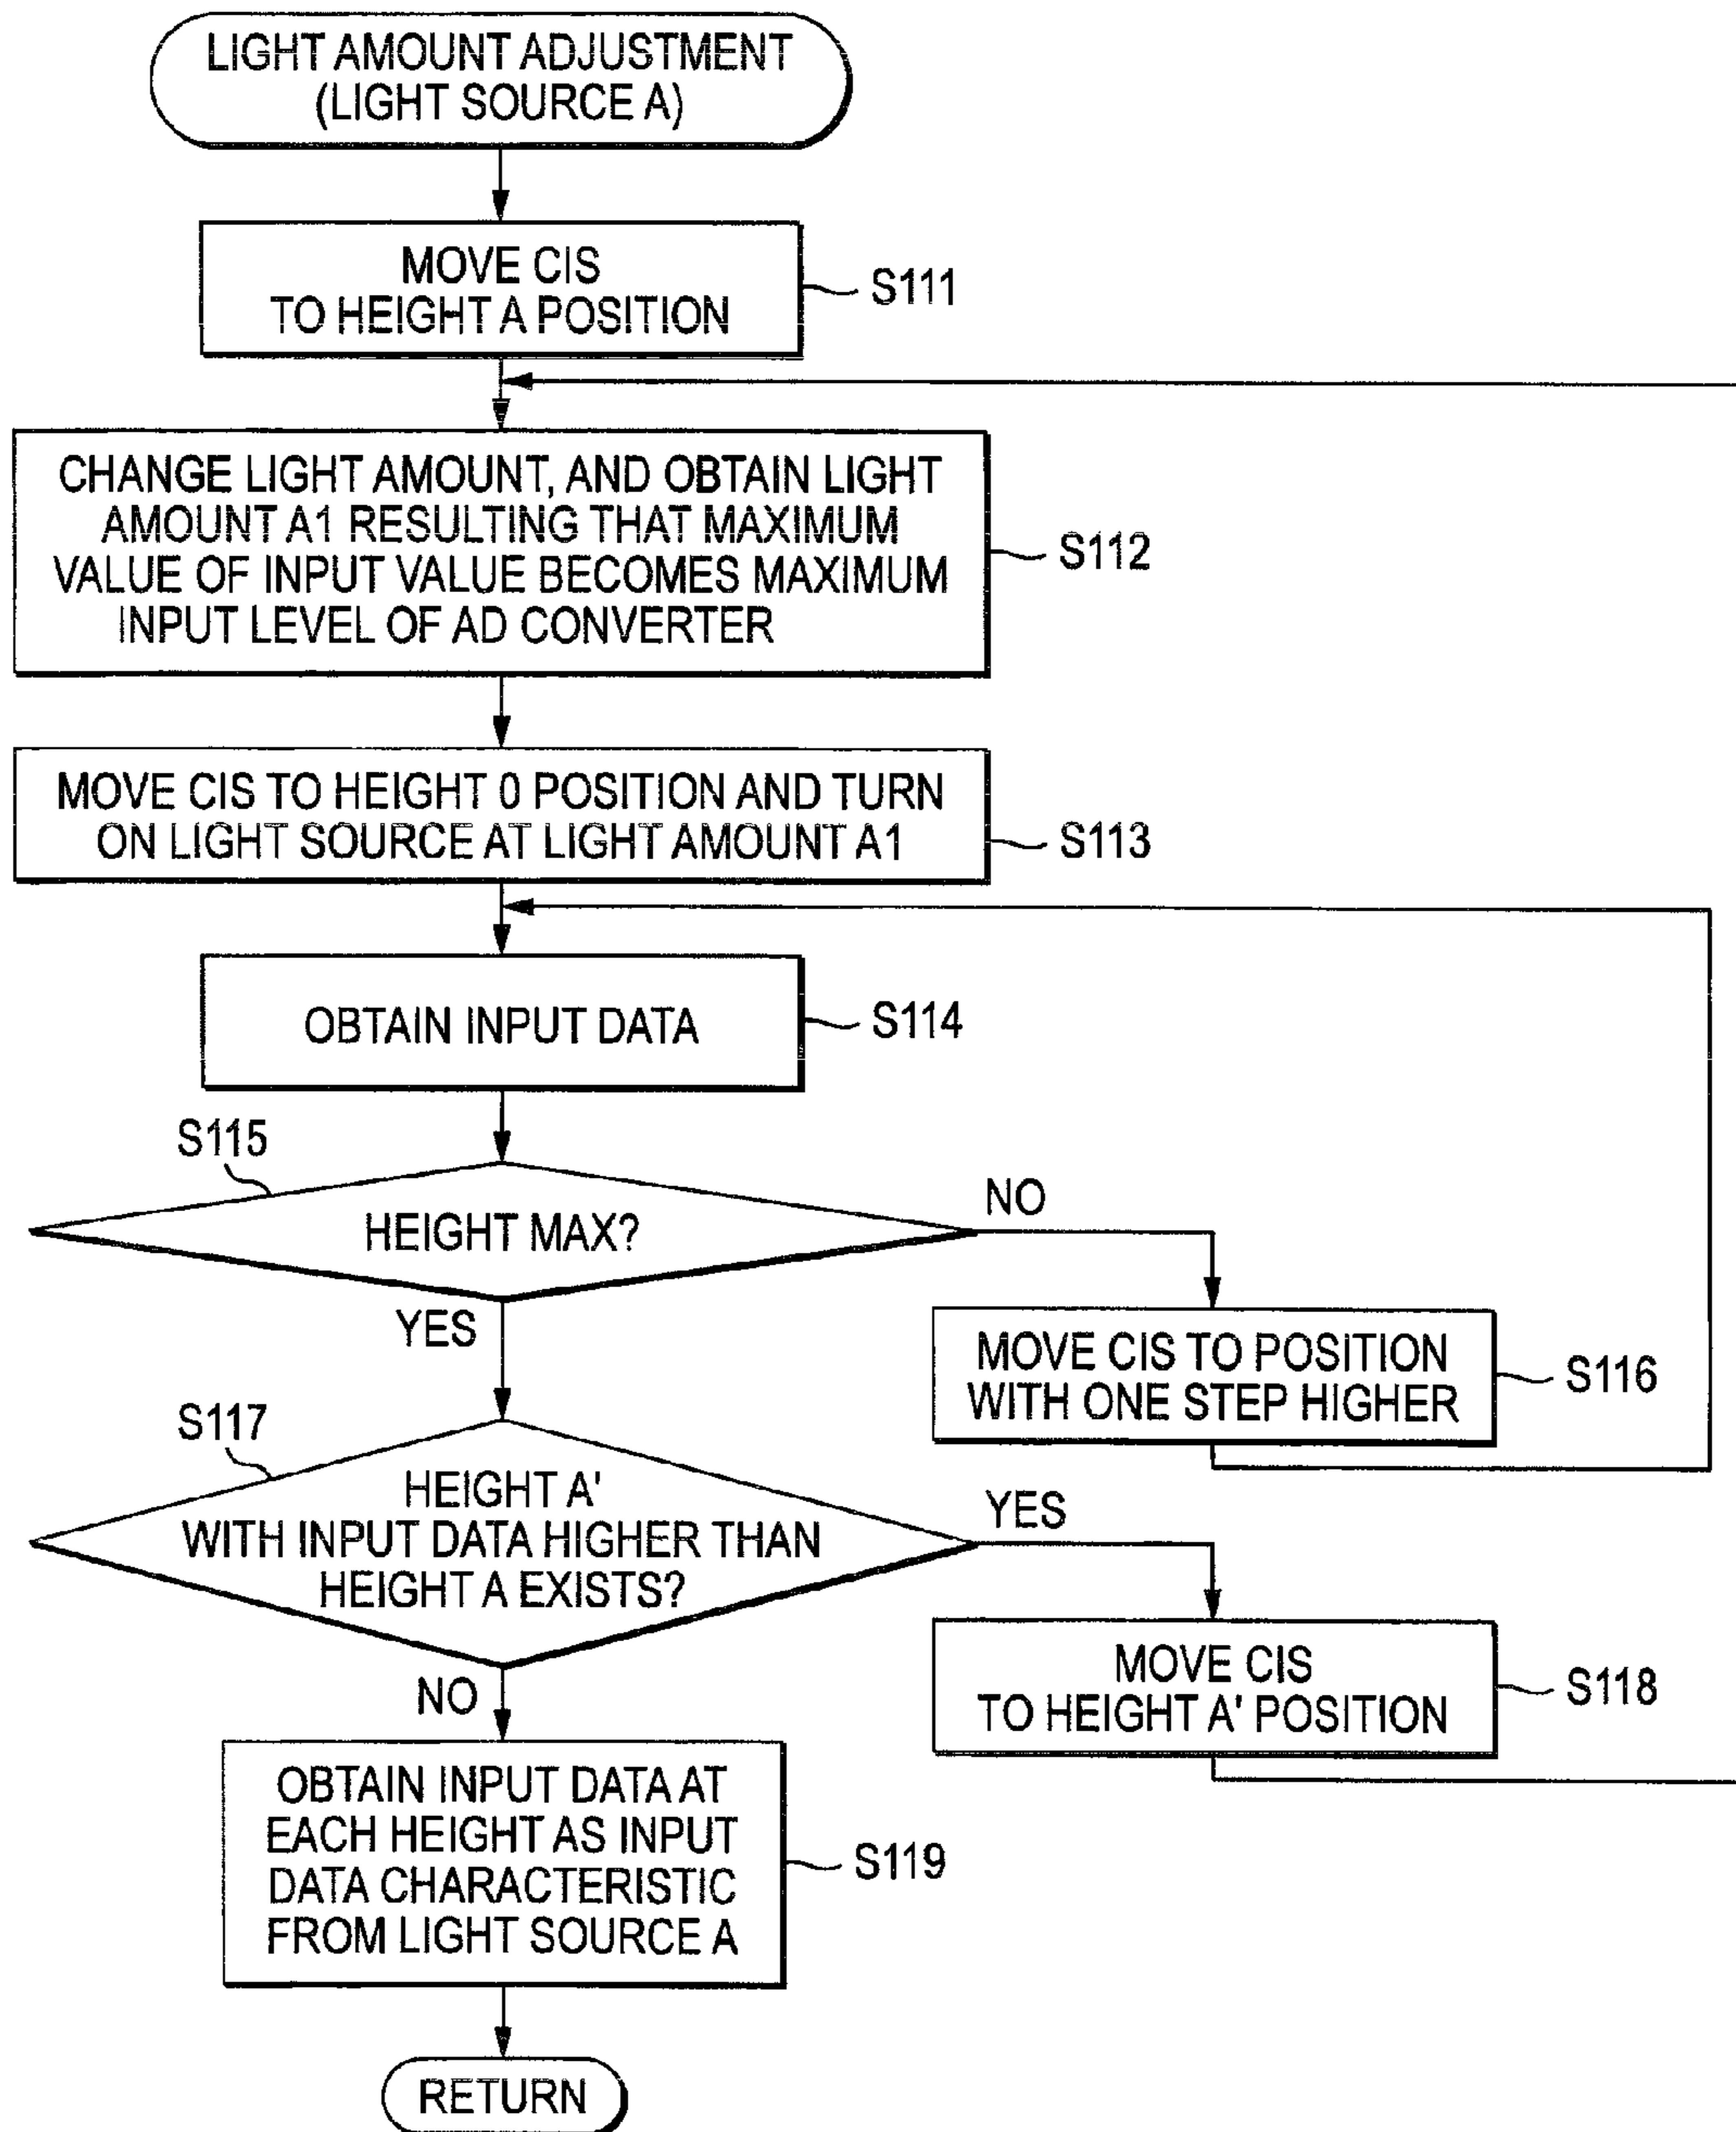 LIGHT AMOUNT ADJUSTMENT
(LIGHT SOURCE A)
MOVE CIS
TO HEIGHT A POSITION
S111
CHANGE LIGHT AMOUNT, AND OBTAIN LIGHT
AMOUNT A1 RESULTING THAT MAXIMUM
VALUE OF INPUT VALUE BECOMES MAXIMUM
INPUT LEVEL OF AD CONVERTER
S112
MOVE CIS TO HEIGHT 0 POSITION AND TURN
ON LIGHT SOURCE AT LIGHT AMOUNT A1
S113
OBTAIN INPUT DATA
S114
S115
HEIGHT MAX?
NO
YES
MOVE CIS TO POSITION
WITH ONE STEP HIGHER
S116
S117
HEIGHT A'
WITH INPUT DATA HIGHER THAN
HEIGHT A EXISTS?
YES
NO
MOVE CIS
TO HEIGHT A' POSITION
S118
OBTAIN INPUT DATA AT
EACH HEIGHT AS INPUT
DATA CHARACTERISTIC
FROM LIGHT SOURCE A
S119
RETURN